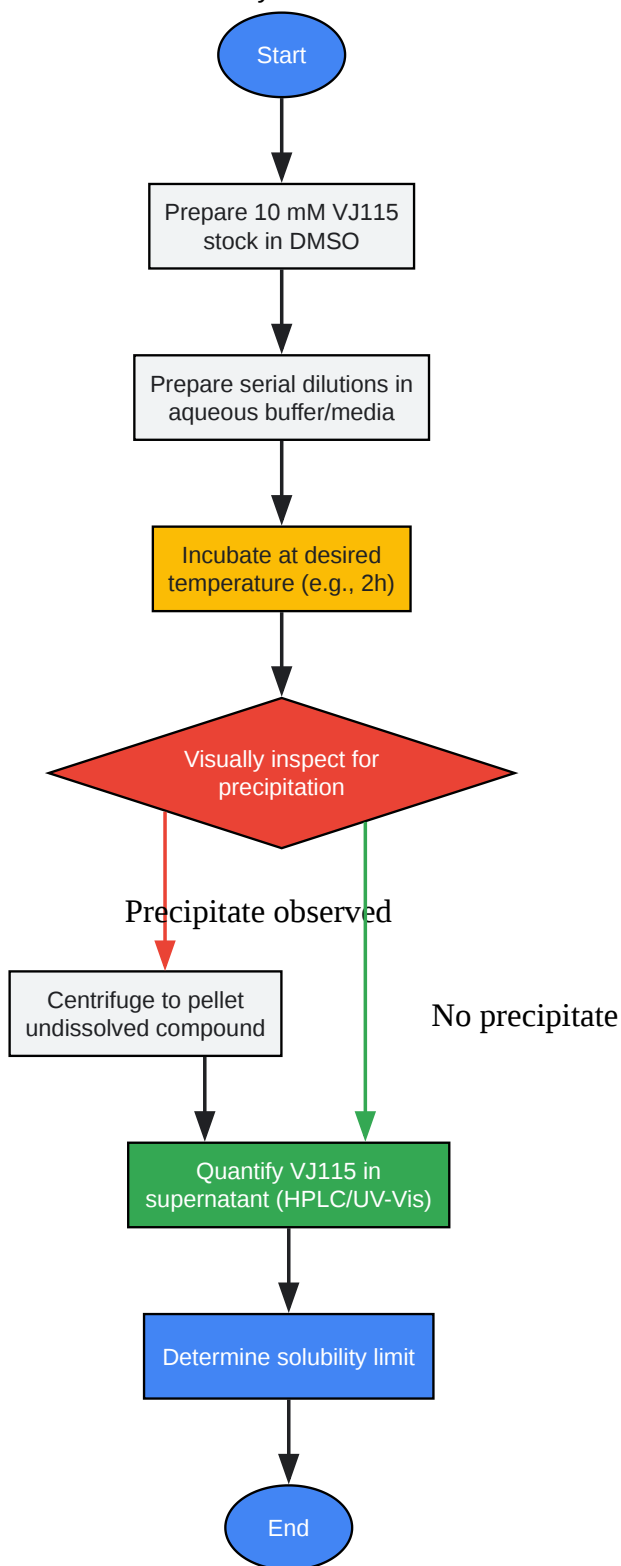 Start
Prepare 10 mM VJ115
stock in DMSO
Prepare serial dilutions in
aqueous buffer/media
Incubate at desired
temperature (e.g., 2h)
Visually inspect for
precipitation
Precipitate observed
Centrifuge to pellet
undissolved compound
No precipitate
Quantify VJ115 in
supernatant (HPLC/UV-Vis)
Determine solubility limit
End